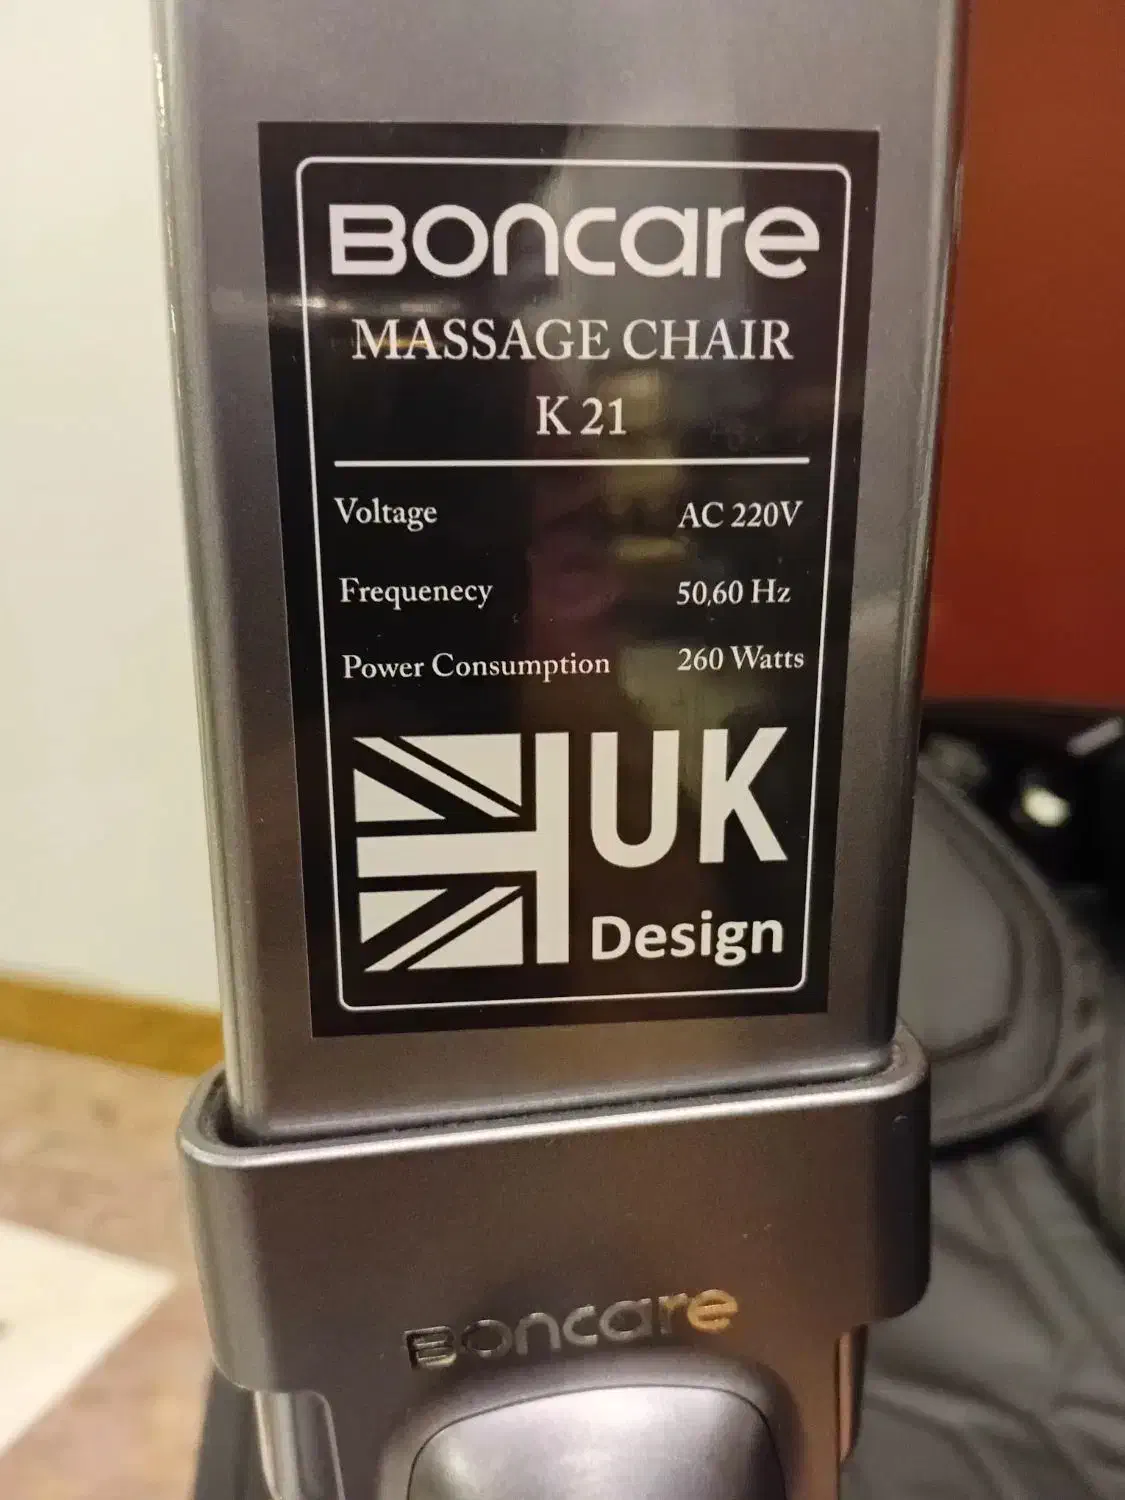 Boncare
MASSAGE CHAIR
K 21
Voltage AC 220V
Frequenecy 50,60 Hz
Power Consumption 260 Watts
UK
Design
Boncare